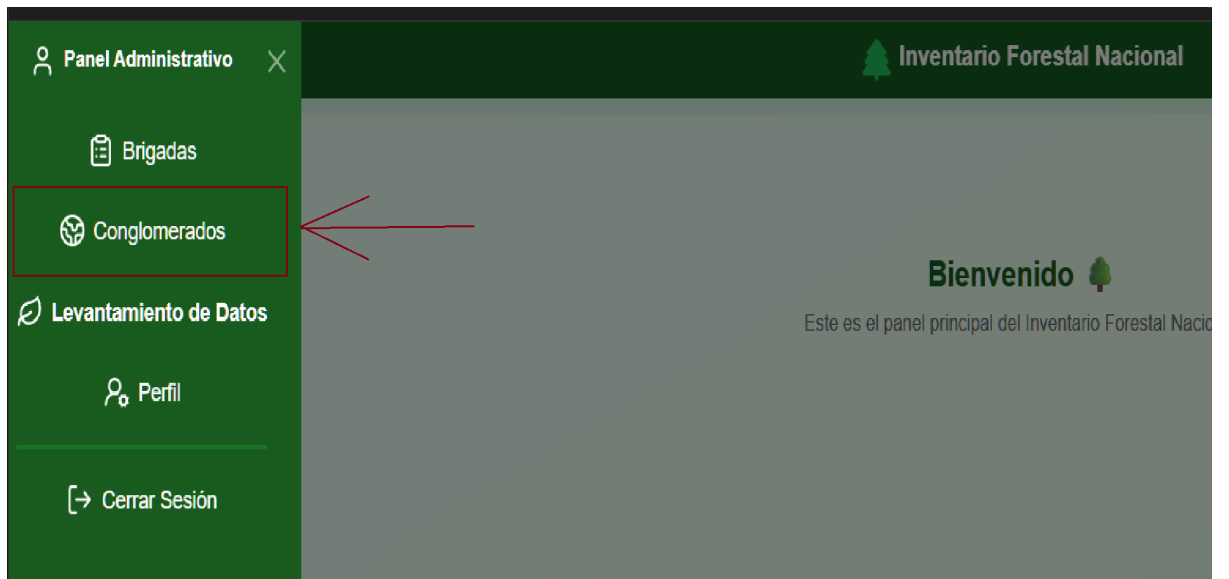 Panel Administrativo
Inventario Forestal Nacional
Brigadas
Conglomerados
Levantamiento de Datos
Perfil
Cerrar Sesión
Bienvenido
Este es el panel principal del Inventario Forestal